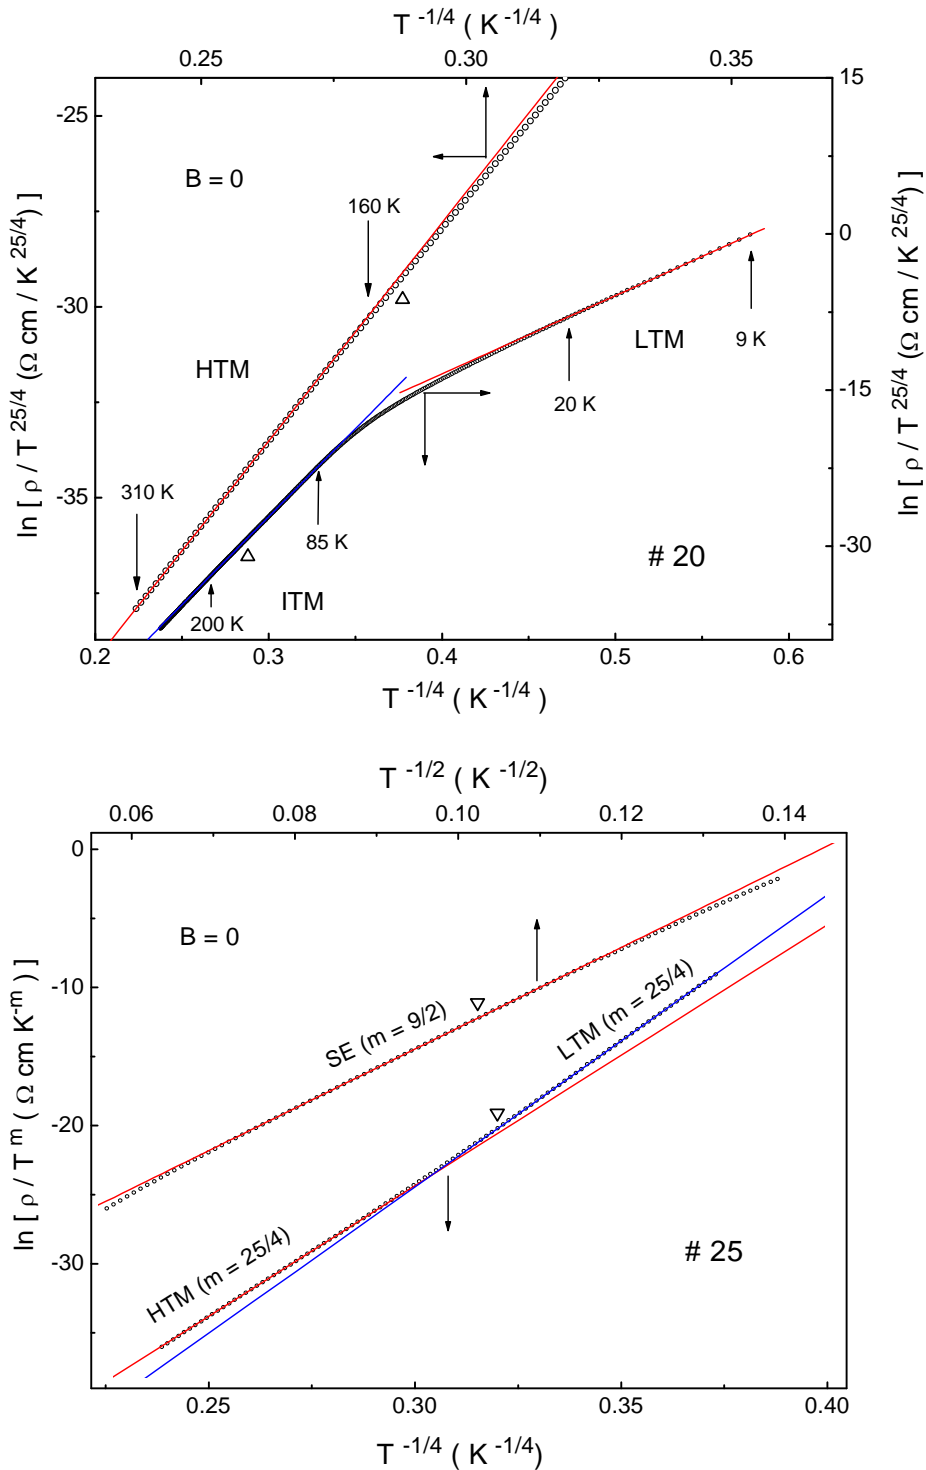 T -1/4 ( K -1/4)
0.25 0.30 0.35
-25 15
B = 0
160 K
0
-30
HTM LTM 9 K
-15
20 K
310 K
-35
85 K
-30
# 20
ITM
200 K
0.2 0.3 0.4 0.5 0.6
T -1/4 ( K -1/4)
ln [ ρ / T 25/4 (Ω cm / K 25/4) ]
ln [ ρ / T 25/4 (Ω cm / K 25/4) ]
T -1/2 ( K -1/2)
0.06 0.08 0.10 0.12 0.14
0
B = 0
-10
SE (m = 9/2)
LTM (m = 25/4)
-20
HTM (m = 25/4)
# 25
-30
0.25 0.30 0.35 0.40
T -1/4 ( K -1/4)
ln [ ρ / T m ( Ω cm K-m) ]